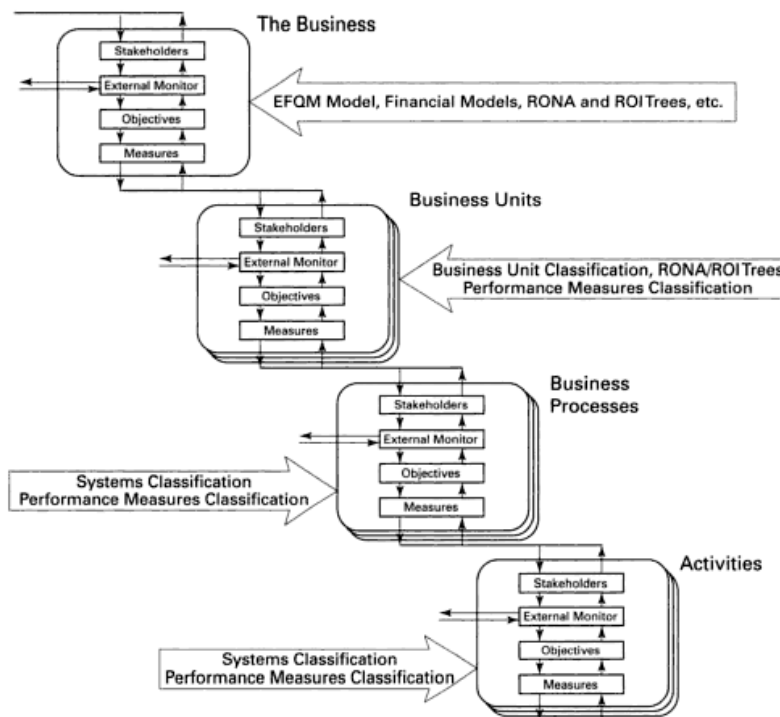 The Business
Stakeholders
External Monitor
Objectives
Measures
EFQM Model, Financial Models, RONA and ROI Trees, etc.
Business Units
Stakeholders
External Monitor
Objectives
Measures
Business Unit Classification, RONA/ROI Trees
Performance Measures Classification
Business
Processes
Stakeholders
External Monitor
Objectives
Measures
Systems Classification
Performance Measures Classification
Activities
Stakeholders
External Monitor
Objectives
Measures
Systems Classification
Performance Measures Classification